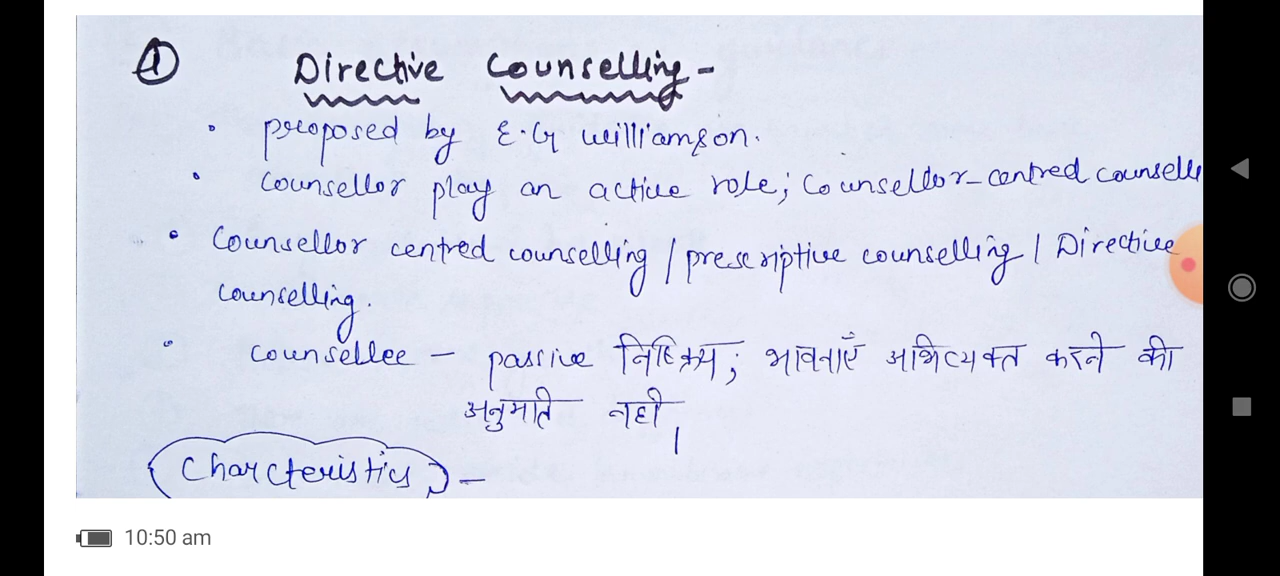 ① Directive Counselling -
• proposed by E.G Williamson.
• counsellor play an active role; Counsellor-centred counselle
• Counsellor centred counselling / prescriptive counselling / Directive
counselling.
• counsellee – passive निष्क्रिय; भावनाएँ अभिव्यक्त करने की
अनुमति नही।
Charcteristics –
10:50 am